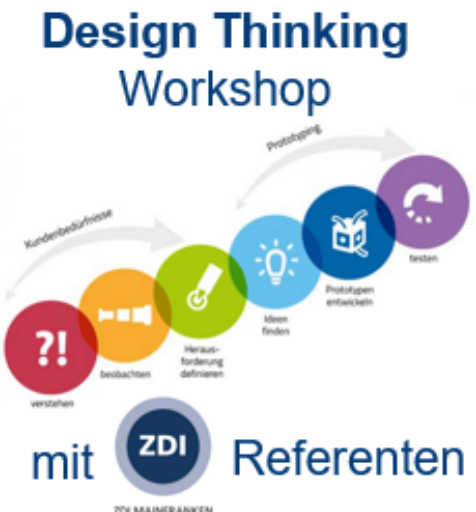 Design Thinking
Workshop
Prototyping
Kundenbedürfnisse
testen
Prototypen
entwickeln
Ideen
finden
Heraus-
forderung
definieren
beobachten
?!
verstehen
mit ZDI Referenten
ZDI MAINFRANKEN